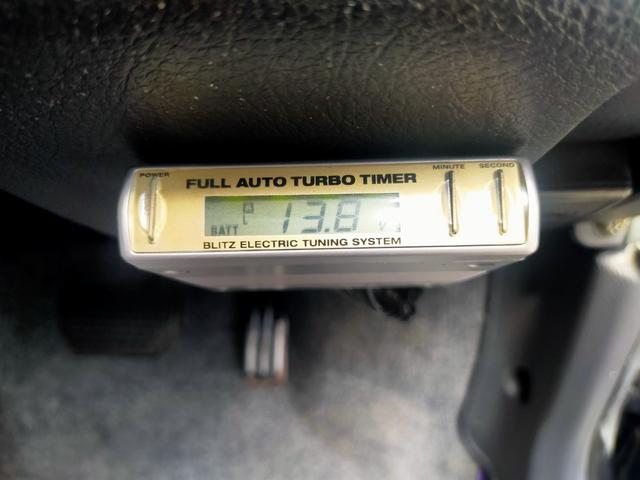 POWER
MINUTE SECOND
FULL AUTO TURBO TIMER
BATT P 13.8 V
BLITZ ELECTRIC TUNING SYSTEM